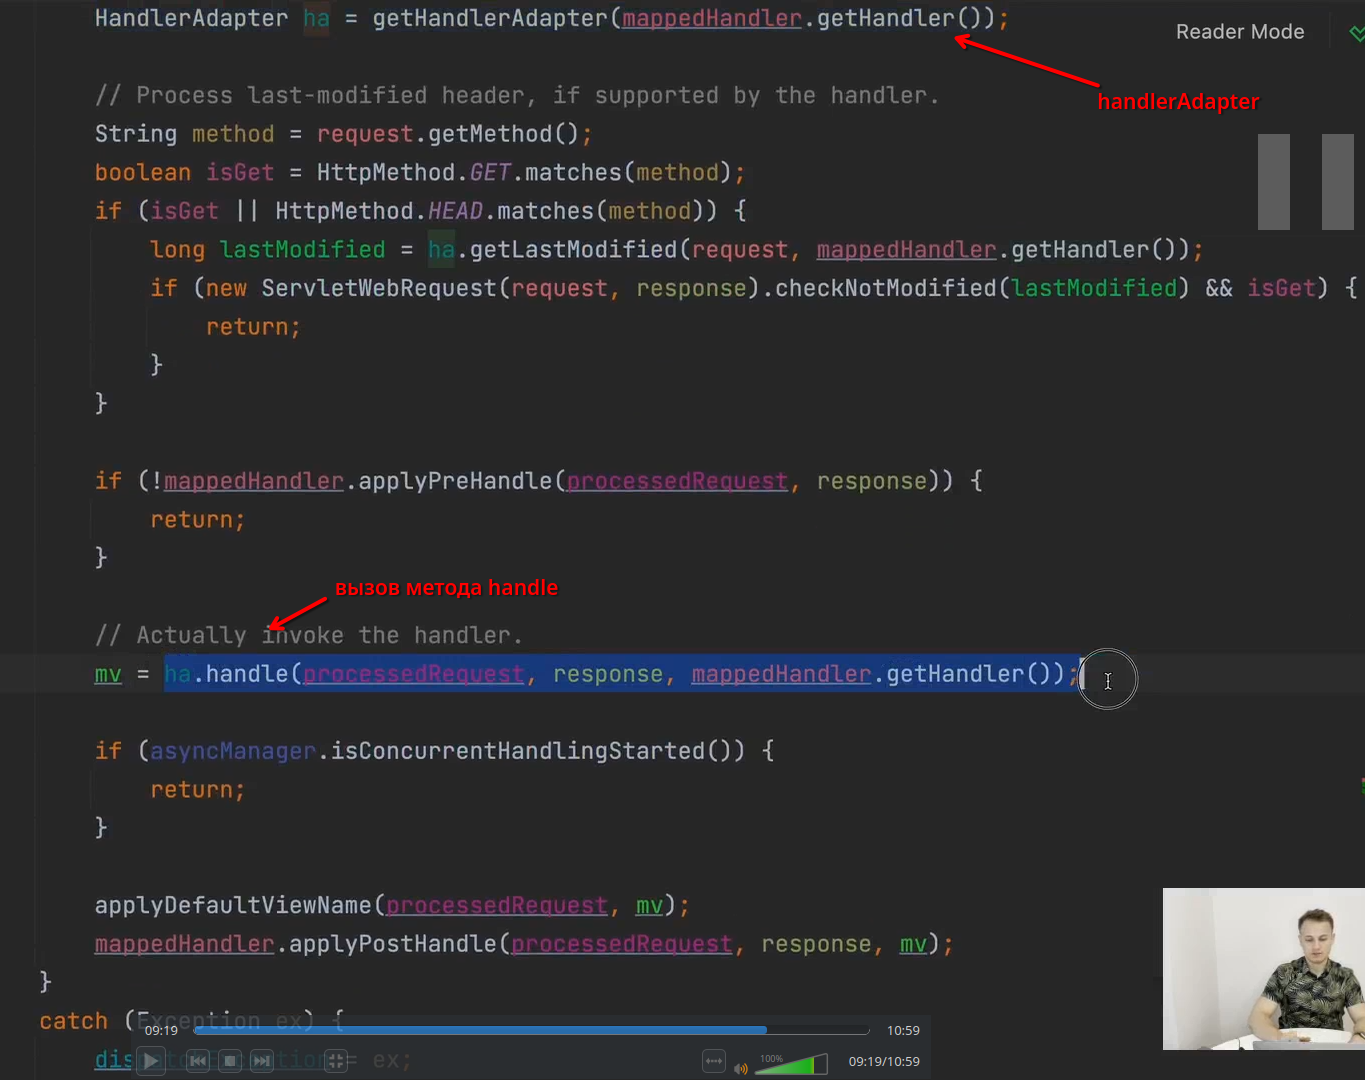 HandlerAdapter ha = getHandlerAdapter(mappedHandler.getHandler());
Reader Mode
handlerAdapter
// Process last-modified header, if supported by the handler.
String method = request.getMethod();
boolean isGet = HttpMethod.GET.matches(method);
if (isGet || HttpMethod.HEAD.matches(method)) {
long lastModified = ha.getLastModified(request, mappedHandler.getHandler());
if (new ServletWebRequest(request, response).checkNotModified(lastModified) && isGet) {
return;
}
}
if (!mappedHandler.applyPreHandle(processedRequest, response)) {
return;
}
вызов метода handle
// Actually invoke the handler.
mv = ha.handle(processedRequest, response, mappedHandler.getHandler());
if (asyncManager.isConcurrentHandlingStarted()) {
return;
}
applyDefaultViewName(processedRequest, mv);
mappedHandler.applyPostHandle(processedRequest, response, mv);
}
catch (Exception ex) {
09:19 10:59
= ex;
100%
09:19/10:59